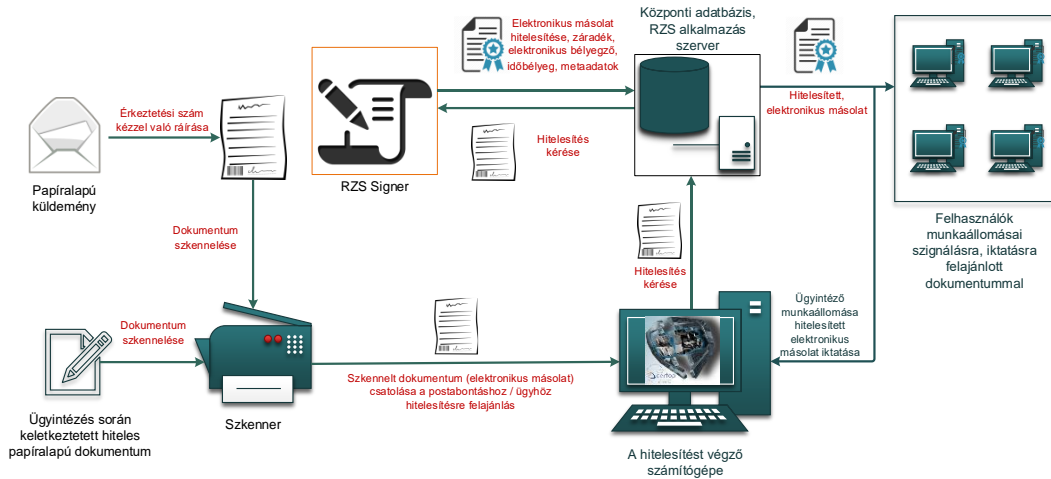 Elektronikus másolat
hitelesítése, záradék,
elektronikus bélyegző,
időbélyeg, metaadatok
Központi adatbázis,
RZS alkalmazás
szerver
Érkeztetési szám
kézzel való ráírása
Hitelesítés
kérése
Hitelesített,
elektronikus másolat
Papíralapú
küldemény
RZS Signer
Dokumentum
szkennelése
Hitelesítés
kérése
Felhasználók
munkaállomásai
szignálásra, iktatásra
felajánlott
dokumentummal
Dokumentum
szkennelése
Ügyintéző
munkaállomása
hitelesített
elektronikus
másolat iktatása
Szkennelt dokumentum (elektronikus másolat)
csatolása a postabontáshoz / ügyhöz
hitelesítésre felajánlás
Ügyintézés során
keletkeztetett hiteles
papíralapú dokumentum
Szkenner
A hitelesítést végző
számítógépe